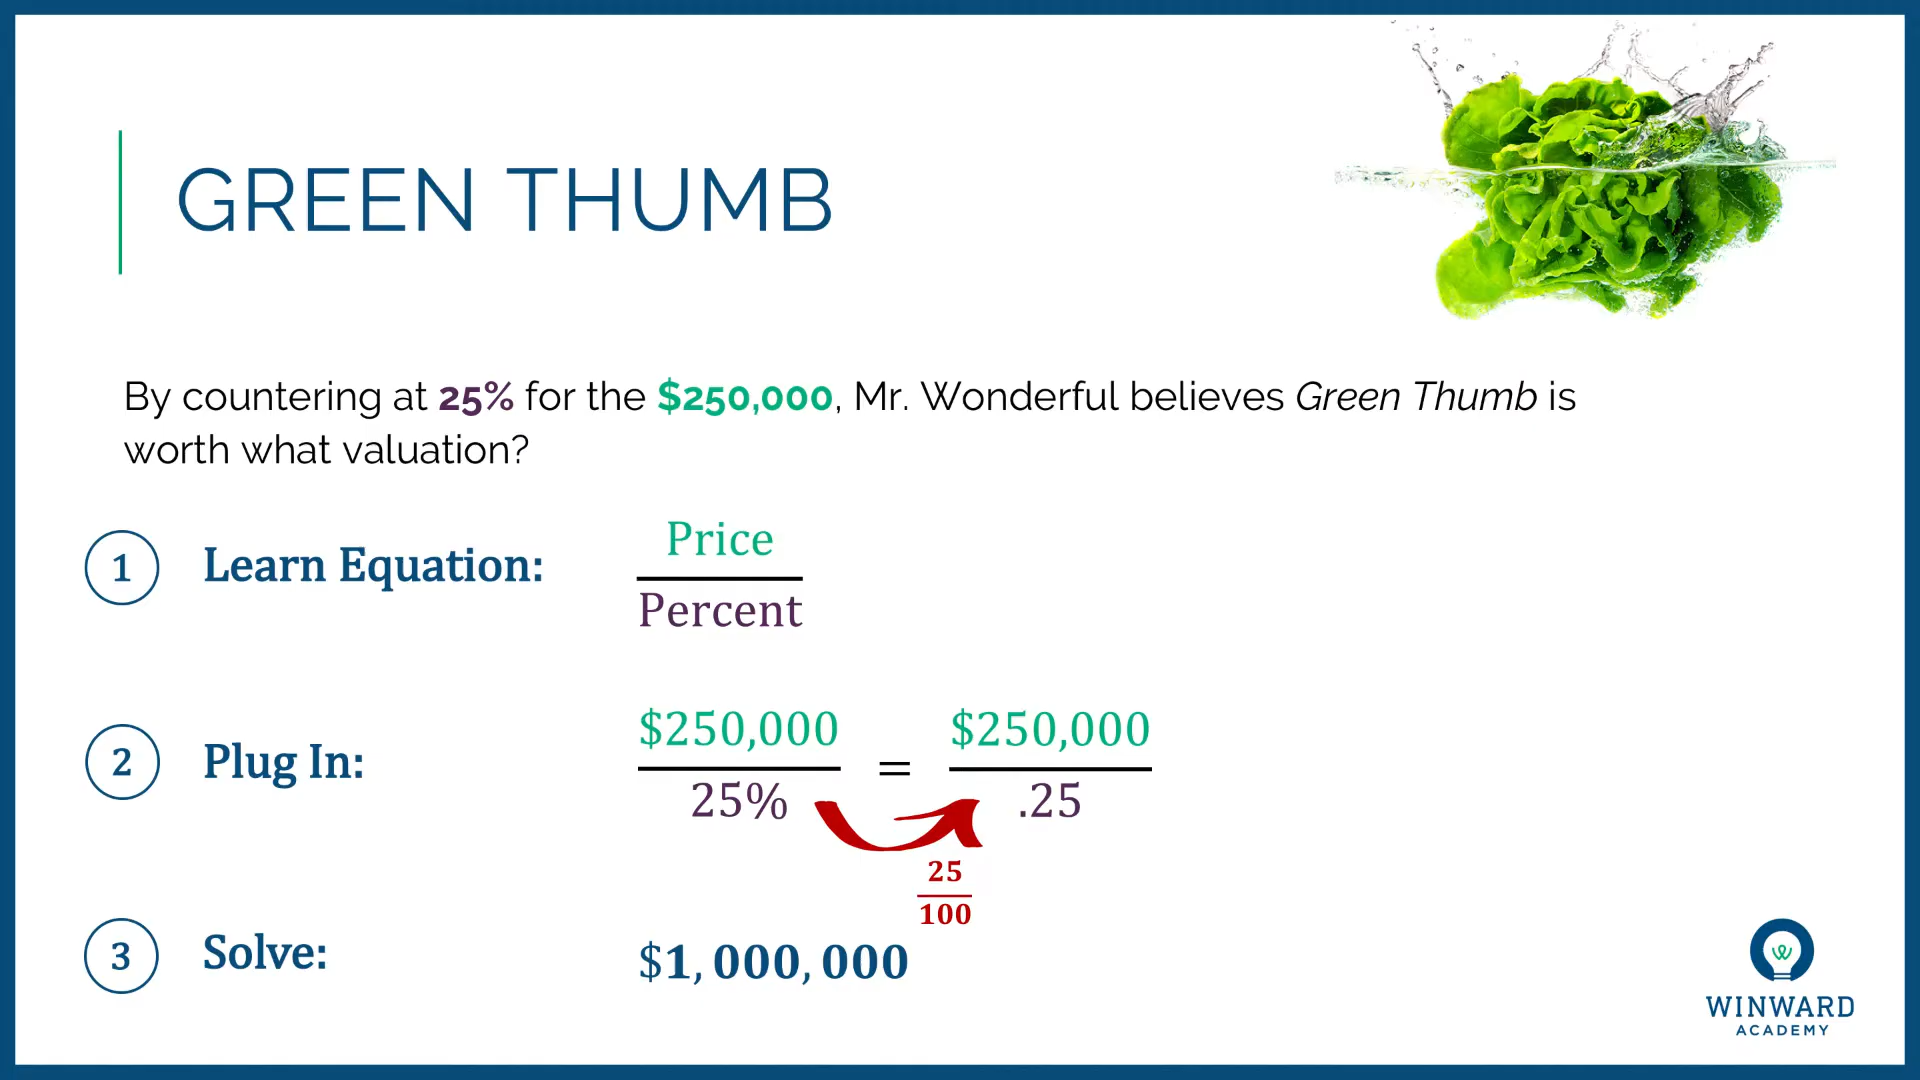 GREEN THUMB
By countering at 25% for the $250,000, Mr. Wonderful believes Green Thumb is
worth what valuation?
1 Learn Equation:
Price
Percent
2 Plug In:
$250,000 = $250,000
25% .25
25
100
3 Solve: $1,000,000
WINWARD
ACADEMY